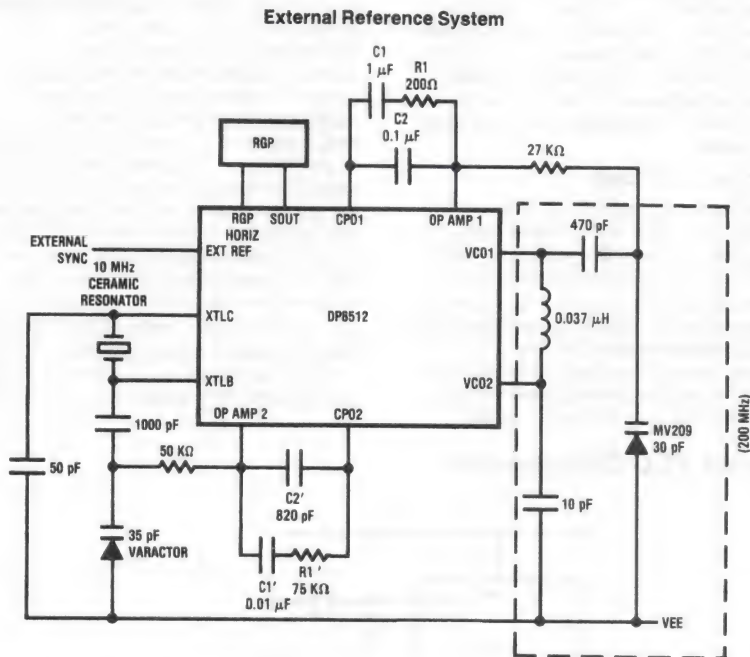 External Reference System
C1
1 μF
R1
200Ω
C2
0.1 μF
RGP
27 KΩ
RGP
HORIZ
SOUT
CPO1
OP AMP 1
470 pF
EXTERNAL
SYNC
EXT REF
VCO1
10 MHz
CERAMIC
RESONATOR
XTLC
DP8512
0.037 μH
XTLB
VCO2
(200 MHz)
OP AMP 2
CPO2
1000 pF
MV209
30 pF
50 pF
50 KΩ
C2'
820 pF
10 pF
35 pF
VARACTOR
C1'
0.01 μF
R1'
75 KΩ
VEE